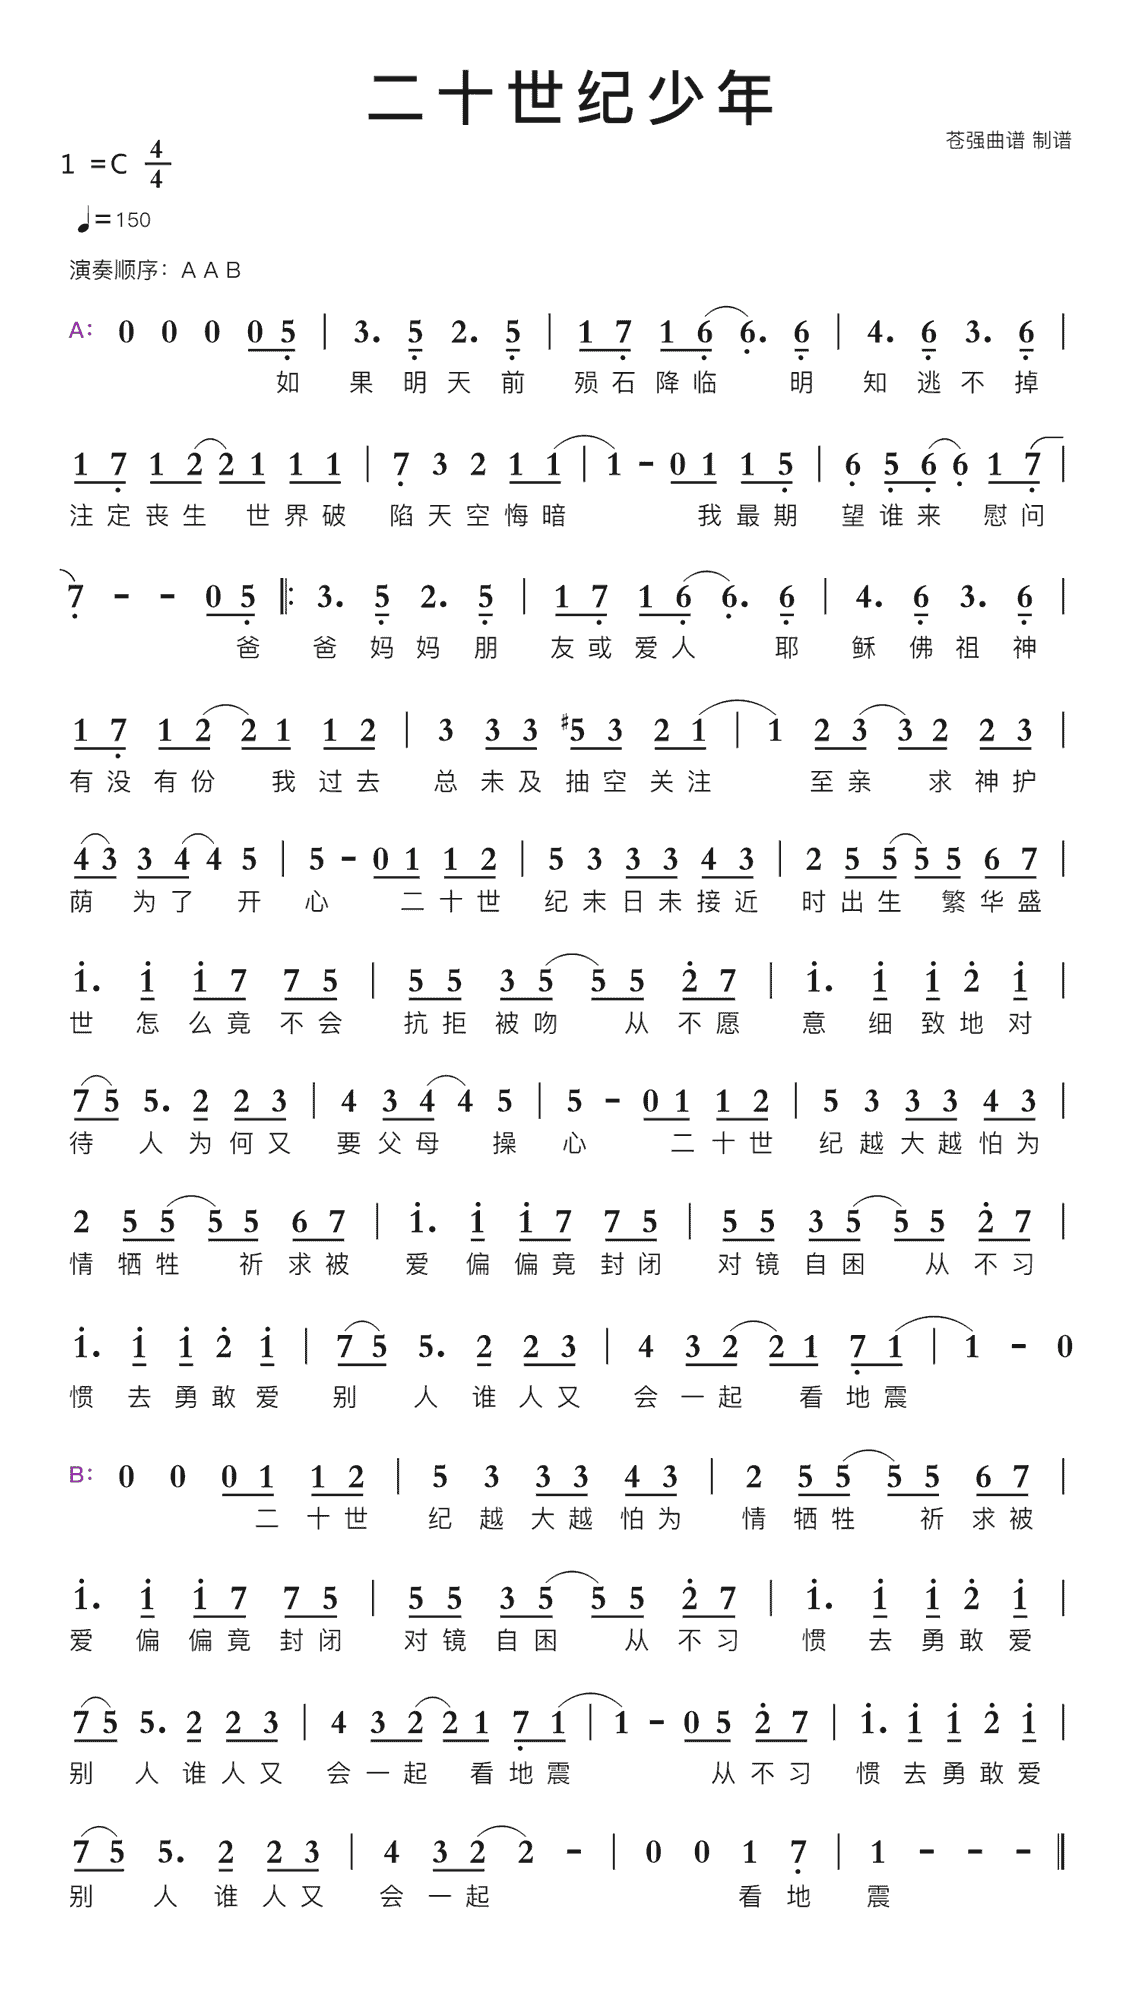 二十世纪少年
苍强曲谱 制谱
1 =C 4/4
♩=150
演奏顺序：A A B
A: 0 0 0 0 5̣ | 3. 5̣ 2. 5̣ | 1 7̣ 1 6̣ 6̣. 6̣ | 4. 6̣ 3. 6̣ |
如 果 明 天 前 殒 石 降 临 明 知 逃 不 掉
1 7̣ 1 2 2 1 1 1 | 7̣ 3 2 1 1 | 1 - 0 1 1 5̣ | 6̣ 5̣ 6̣ 6̣ 1 7̣ |
注 定 丧 生 世 界 破 陷 天 空 悔 暗 我 最 期 望 谁 来 慰 问
7̣ - - 0 5̣ ‖: 3. 5̣ 2. 5̣ | 1 7̣ 1 6̣ 6̣. 6̣ | 4. 6̣ 3. 6̣ |
爸 爸 妈 妈 朋 友 或 爱 人 耶 稣 佛 祖 神
1 7̣ 1 2 2 1 1 2 | 3 3 3 #5 3 2 1 | 1 2 3 3 2 2 3 |
有 没 有 份 我 过 去 总 未 及 抽 空 关 注 至 亲 求 神 护
4 3 3 4 4 5 | 5 - 0 1 1 2 | 5 3 3 3 4 3 | 2 5 5 5 5 6 7 |
荫 为 了 开 心 二 十 世 纪 末 日 未 接 近 时 出 生 繁 华 盛
1̇. 1̇ 1̇ 7 7 5 | 5 5 3 5 5 5 2̇ 7 | 1̇. 1̇ 1̇ 2̇ 1̇ |
世 怎 么 竟 不 会 抗 拒 被 吻 从 不 愿 意 细 致 地 对
7 5 5. 2 2 3 | 4 3 4 4 5 | 5 - 0 1 1 2 | 5 3 3 3 4 3 |
待 人 为 何 又 要 父 母 操 心 二 十 世 纪 越 大 越 怕 为
2 5 5 5 5 6 7 | 1̇. 1̇ 1̇ 7 7 5 | 5 5 3 5 5 5 2̇ 7 |
情 牺 牲 祈 求 被 爱 偏 偏 竟 封 闭 对 镜 自 困 从 不 习
1̇. 1̇ 1̇ 2̇ 1̇ | 7 5 5. 2 2 3 | 4 3 2 2 1 7̣ 1 | 1 - 0
惯 去 勇 敢 爱 别 人 谁 人 又 会 一 起 看 地 震
B: 0 0 0 1 1 2 | 5 3 3 3 4 3 | 2 5 5 5 5 6 7 |
二 十 世 纪 越 大 越 怕 为 情 牺 牲 祈 求 被
1̇. 1̇ 1̇ 7 7 5 | 5 5 3 5 5 5 2̇ 7 | 1̇. 1̇ 1̇ 2̇ 1̇ |
爱 偏 偏 竟 封 闭 对 镜 自 困 从 不 习 惯 去 勇 敢 爱
7 5 5. 2 2 3 | 4 3 2 2 1 7̣ 1 | 1 - 0 5 2̇ 7 | 1̇. 1̇ 1̇ 2̇ 1̇ |
别 人 谁 人 又 会 一 起 看 地 震 从 不 习 惯 去 勇 敢 爱
7 5 5. 2 2 3 | 4 3 2 2 - | 0 0 1 7̣ | 1 - - - ‖
别 人 谁 人 又 会 一 起 看 地 震